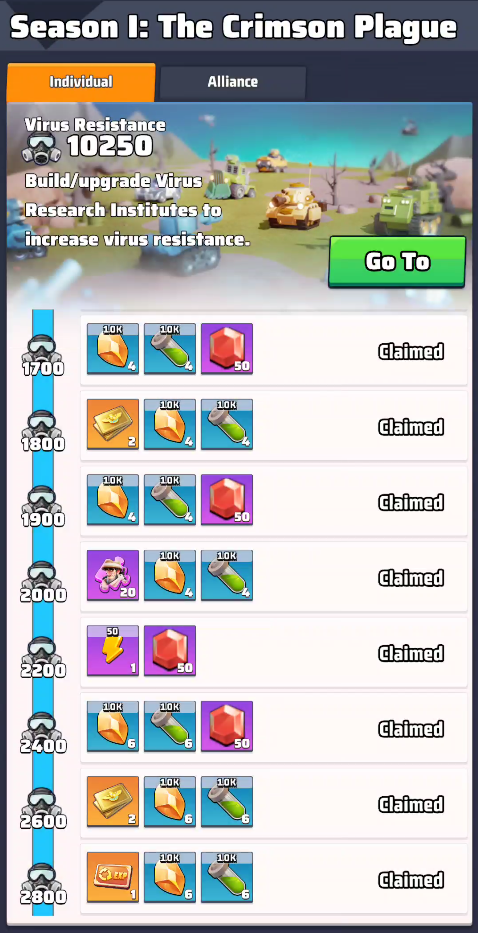 Season 1: The Crimson Plague
Individual
Alliance
Virus Resistance
10250
Build/upgrade Virus
Research Institutes to
increase virus resistance.
Go To
1700
10K 4
10K 4
50
Claimed
1800
2
10K 4
10K 4
Claimed
1900
10K 4
10K 4
50
Claimed
2000
20
10K 4
10K 4
Claimed
2200
50 1
50
Claimed
2400
10K 6
10K 6
50
Claimed
2600
2
10K 6
10K 6
Claimed
2800
EXP 1
10K 6
10K 6
Claimed